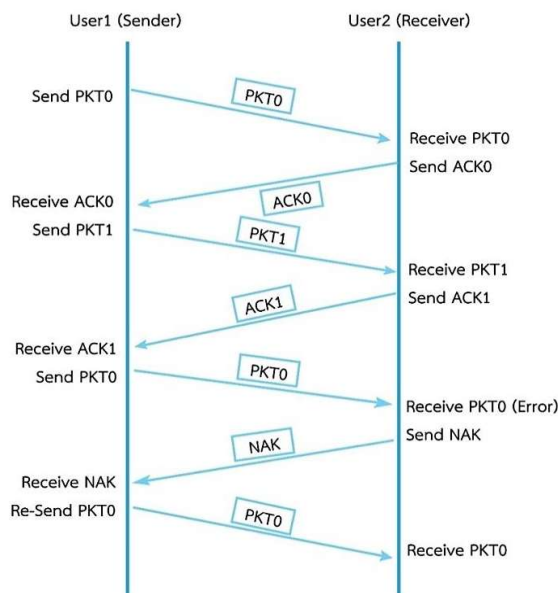 User1 (Sender) User2 (Receiver)
Send PKT0
PKT0
Receive PKT0
Send ACK0
ACK0
Receive ACK0
Send PKT1
PKT1
Receive PKT1
Send ACK1
ACK1
Receive ACK1
Send PKT0
PKT0
Receive PKT0 (Error)
Send NAK
NAK
Receive NAK
Re-Send PKT0
PKT0
Receive PKT0